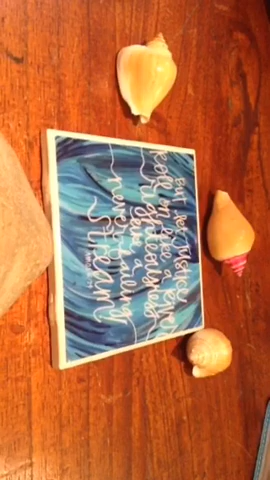 But let justice
roll on like a river,
righteousness
like a
never-failing
stream